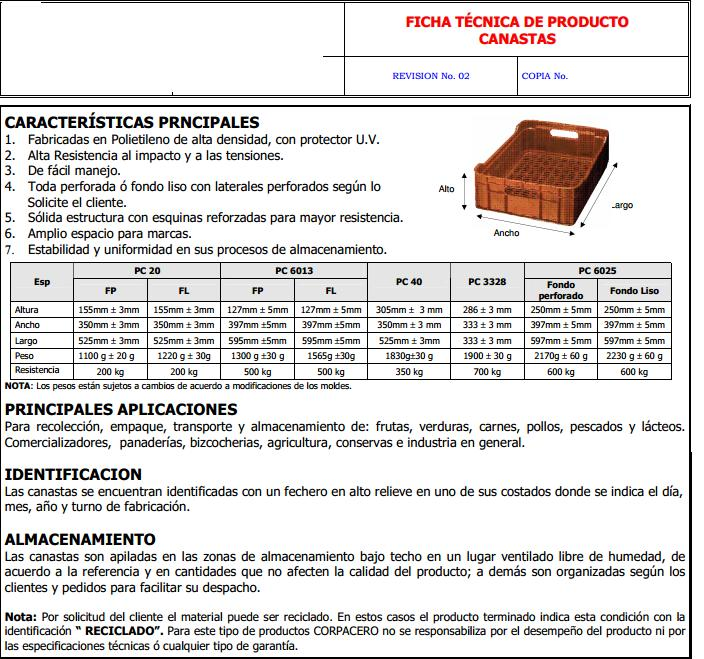 FICHA TÉCNICA DE PRODUCTO
CANASTAS
REVISION No. 02
COPIA No.
CARACTERÍSTICAS PRNCIPALES
1. Fabricadas en Polietileno de alta densidad, con protector U.V.
2. Alta Resistencia al impacto y a las tensiones.
3. De fácil manejo.
4. Toda perforada ó fondo liso con laterales perforados según lo
Solicite el cliente.
5. Sólida estructura con esquinas reforzadas para mayor resistencia.
6. Amplio espacio para marcas.
7. Estabilidad y uniformidad en sus procesos de almacenamiento.
Alto
Ancho
Largo
Esp PC 20 PC 6013 PC 40 PC 3328 PC 6025
FP FL FP FL Fondo perforado Fondo Liso
Altura 155mm ± 3mm 155mm ± 3mm 127mm ± 5mm 127mm ± 5mm 305mm ± 3 mm 286 ± 3 mm 250mm ± 5mm 250mm ± 5mm
Ancho 350mm ± 3mm 350mm ± 3mm 397mm ±5mm 397mm ±5mm 350mm ± 3 mm 333 ± 3 mm 397mm ± 5mm 397mm ± 5mm
Largo 525mm ± 3mm 525mm ± 3mm 595mm ±5mm 595mm ±5mm 525mm ± 3mm 333 ± 3 mm 597mm ± 5mm 597mm ± 5mm
Peso 1100 g ± 20 g 1220 g ± 30g 1300 g ±30 g 1565g ±30g 1830g±30 g 1900 ± 30 g 2170g ± 60 g 2230 g ± 60 g
Resistencia 200 kg 200 kg 500 kg 500 kg 350 kg 700 kg 600 kg 600 kg
NOTA: Los pesos están sujetos a cambios de acuerdo a modificaciones de los moldes.
PRINCIPALES APLICACIONES
Para recolección, empaque, transporte y almacenamiento de: frutas, verduras, carnes, pollos, pescados y lácteos.
Comercializadores, panaderías, bizcocherias, agricultura, conservas e industria en general.
IDENTIFICACION
Las canastas se encuentran identificadas con un fechero en alto relieve en uno de sus costados donde se indica el día,
mes, año y turno de fabricación.
ALMACENAMIENTO
Las canastas son apiladas en las zonas de almacenamiento bajo techo en un lugar ventilado libre de humedad, de
acuerdo a la referencia y en cantidades que no afecten la calidad del producto; a demás son organizadas según los
clientes y pedidos para facilitar su despacho.
Nota: Por solicitud del cliente el material puede ser reciclado. En estos casos el producto terminado indica esta condición con la
identificación “ RECICLADO”. Para este tipo de productos CORPACERO no se responsabiliza por el desempeño del producto ni por
las especificaciones técnicas ó cualquier tipo de garantía.